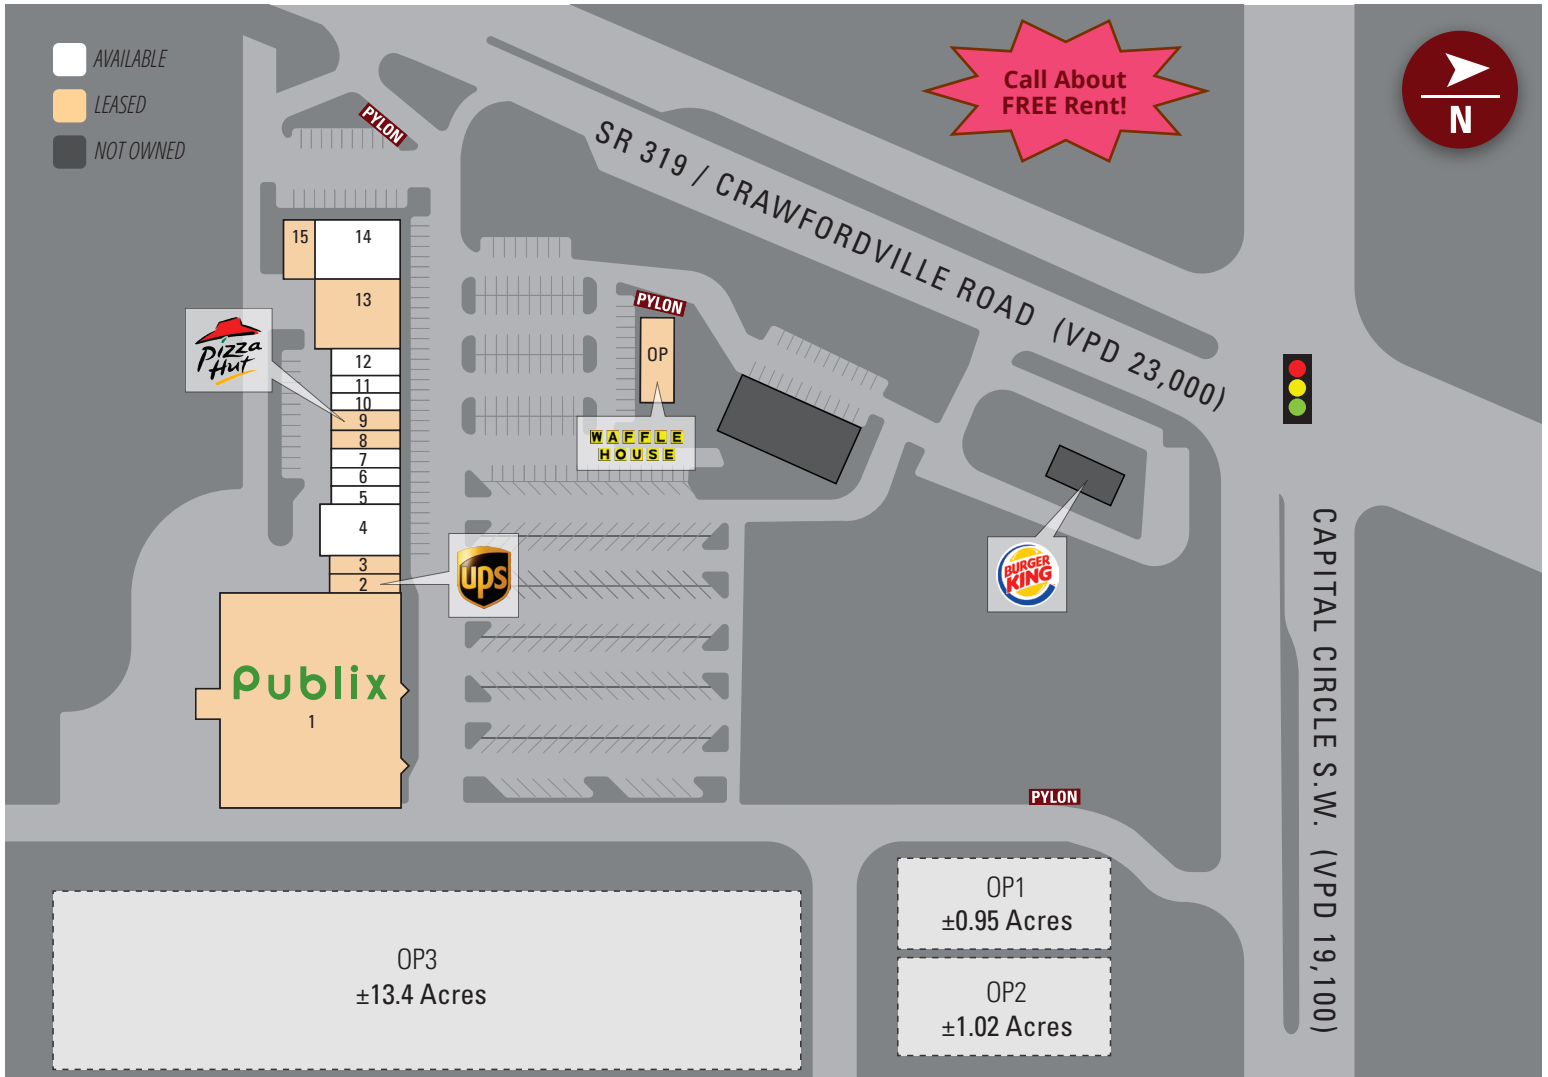 AVAILABLE
LEASED
NOT OWNED
Call About
FREE Rent!
N
PYLON
SR 319 / CRAWFORDVILLE ROAD (VPD 23,000)
15
14
13
12
11
10
9
8
7
6
5
4
3
2
Pizza
Hut
PYLON
OP
WAFFLE
HOUSE
ups
BURGER
KING
Publix
1
CAPITAL CIRCLE S.W. (VPD 19,100)
PYLON
OP1
±0.95 Acres
OP2
±1.02 Acres
OP3
±13.4 Acres